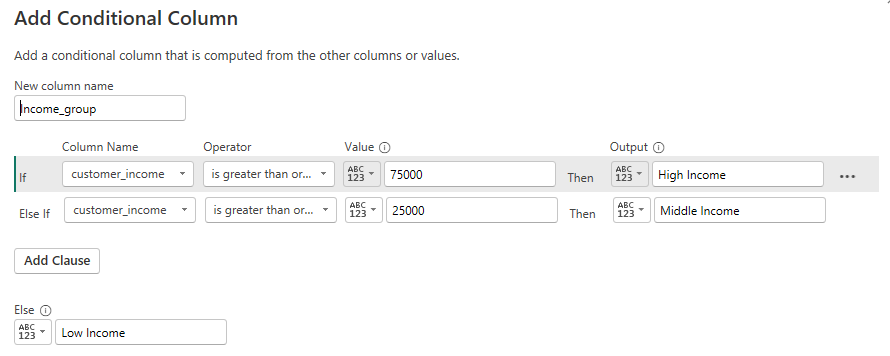 Add Conditional Column
Add a conditional column that is computed from the other columns or values.
New column name
Income_group
Column Name Operator Value Output
If customer_income is greater than or... ABC 123 75000 Then ABC 123 High Income
Else If customer_income is greater than or... ABC 123 25000 Then ABC 123 Middle Income
Add Clause
Else
ABC 123 Low Income